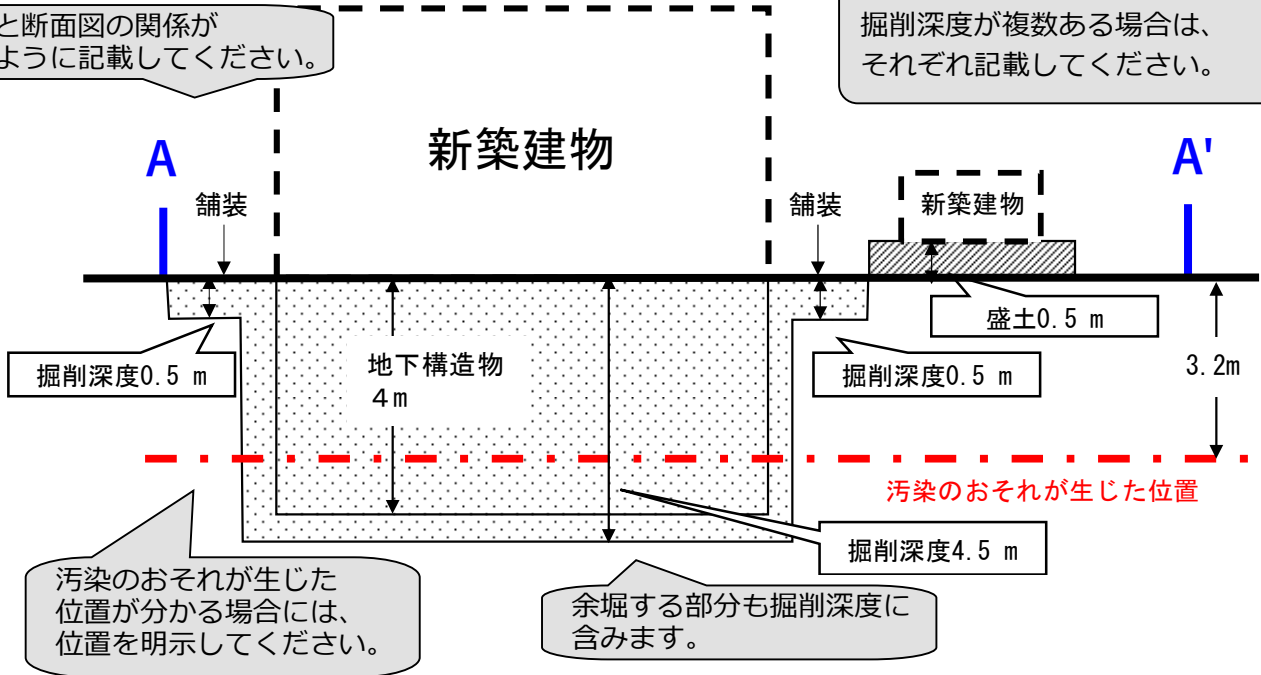 と断面図の関係が
ように記載してください。
掘削深度が複数ある場合は、
それぞれ記載してください。
新築建物
A
A'
舗装
舗装
新築建物
盛土0.5 m
掘削深度0.5 m
地下構造物
4m
掘削深度0.5 m
3.2m
汚染のおそれが生じた位置
掘削深度4.5 m
汚染のおそれが生じた
位置が分かる場合には、
位置を明示してください。
余堀する部分も掘削深度に
含みます。